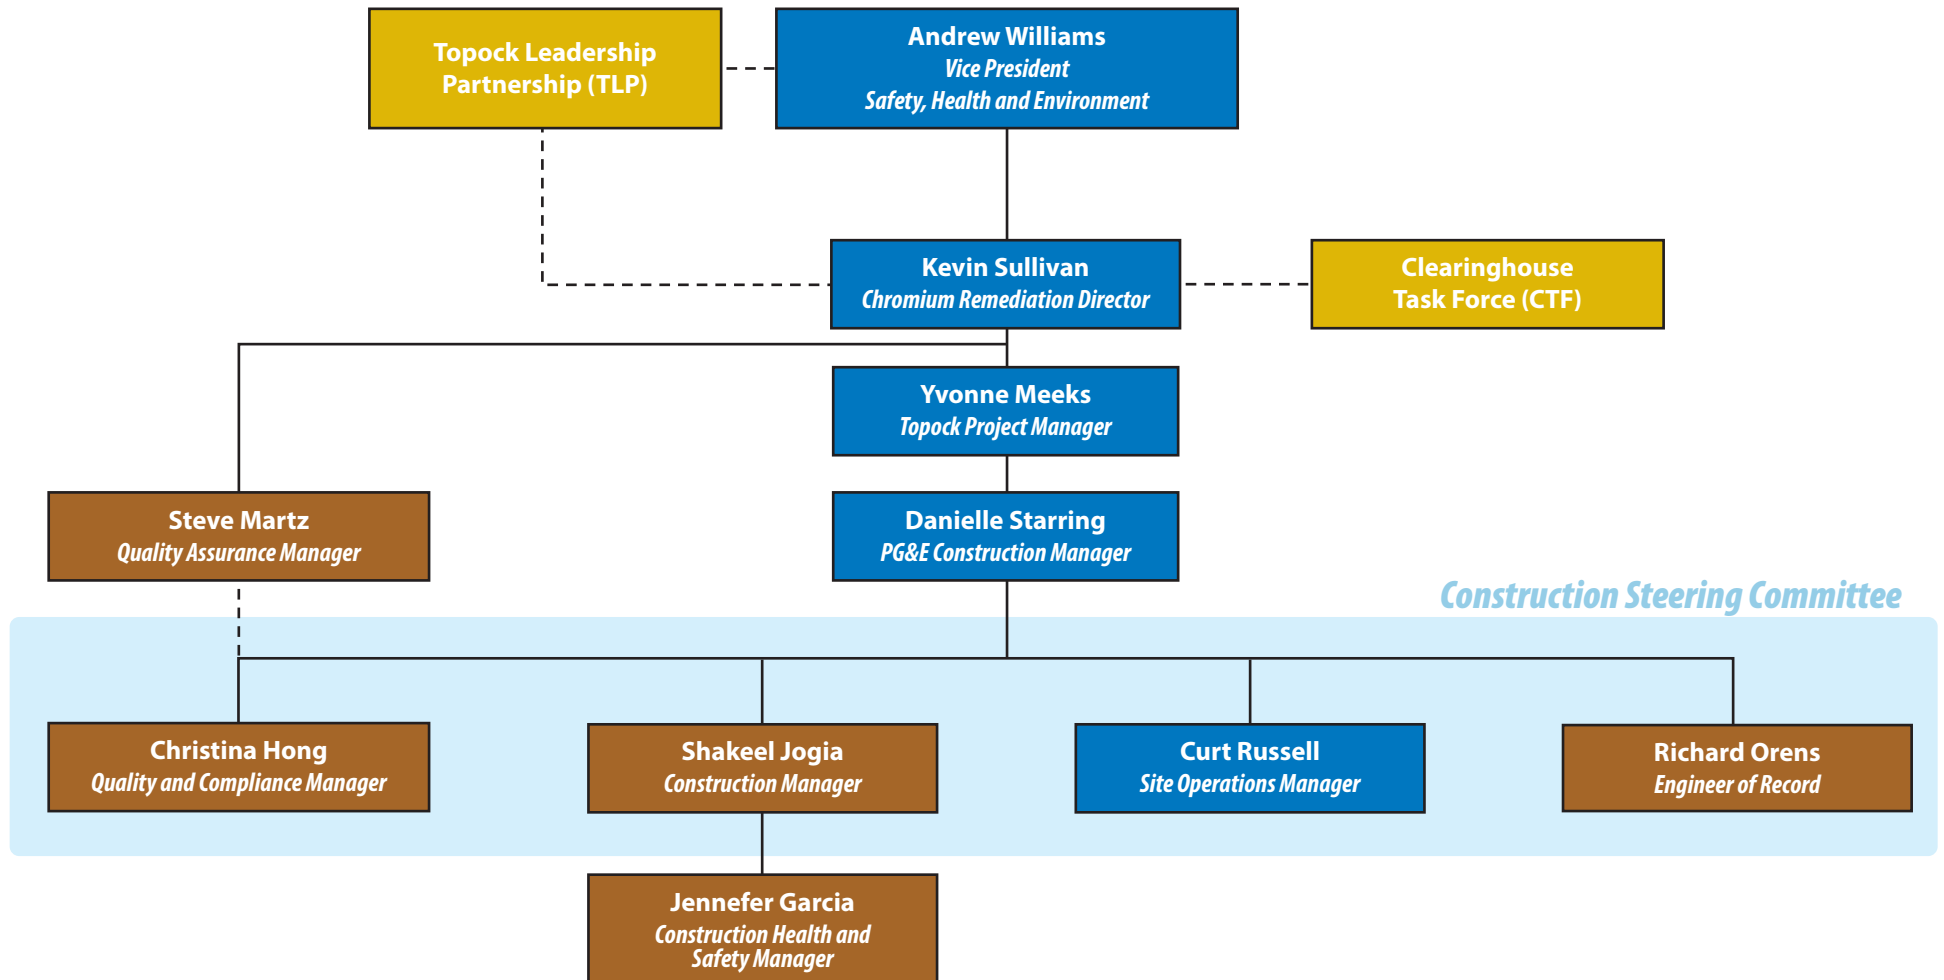 Topock Leadership
Partnership (TLP)
Andrew Williams
Vice President
Safety, Health and Environment
Kevin Sullivan
Chromium Remediation Director
Clearinghouse
Task Force (CTF)
Yvonne Meeks
Topock Project Manager
Steve Martz
Quality Assurance Manager
Danielle Starring
PG&E Construction Manager
Construction Steering Committee
Christina Hong
Quality and Compliance Manager
Shakeel Jogia
Construction Manager
Curt Russell
Site Operations Manager
Richard Orens
Engineer of Record
Jennefer Garcia
Construction Health and
Safety Manager